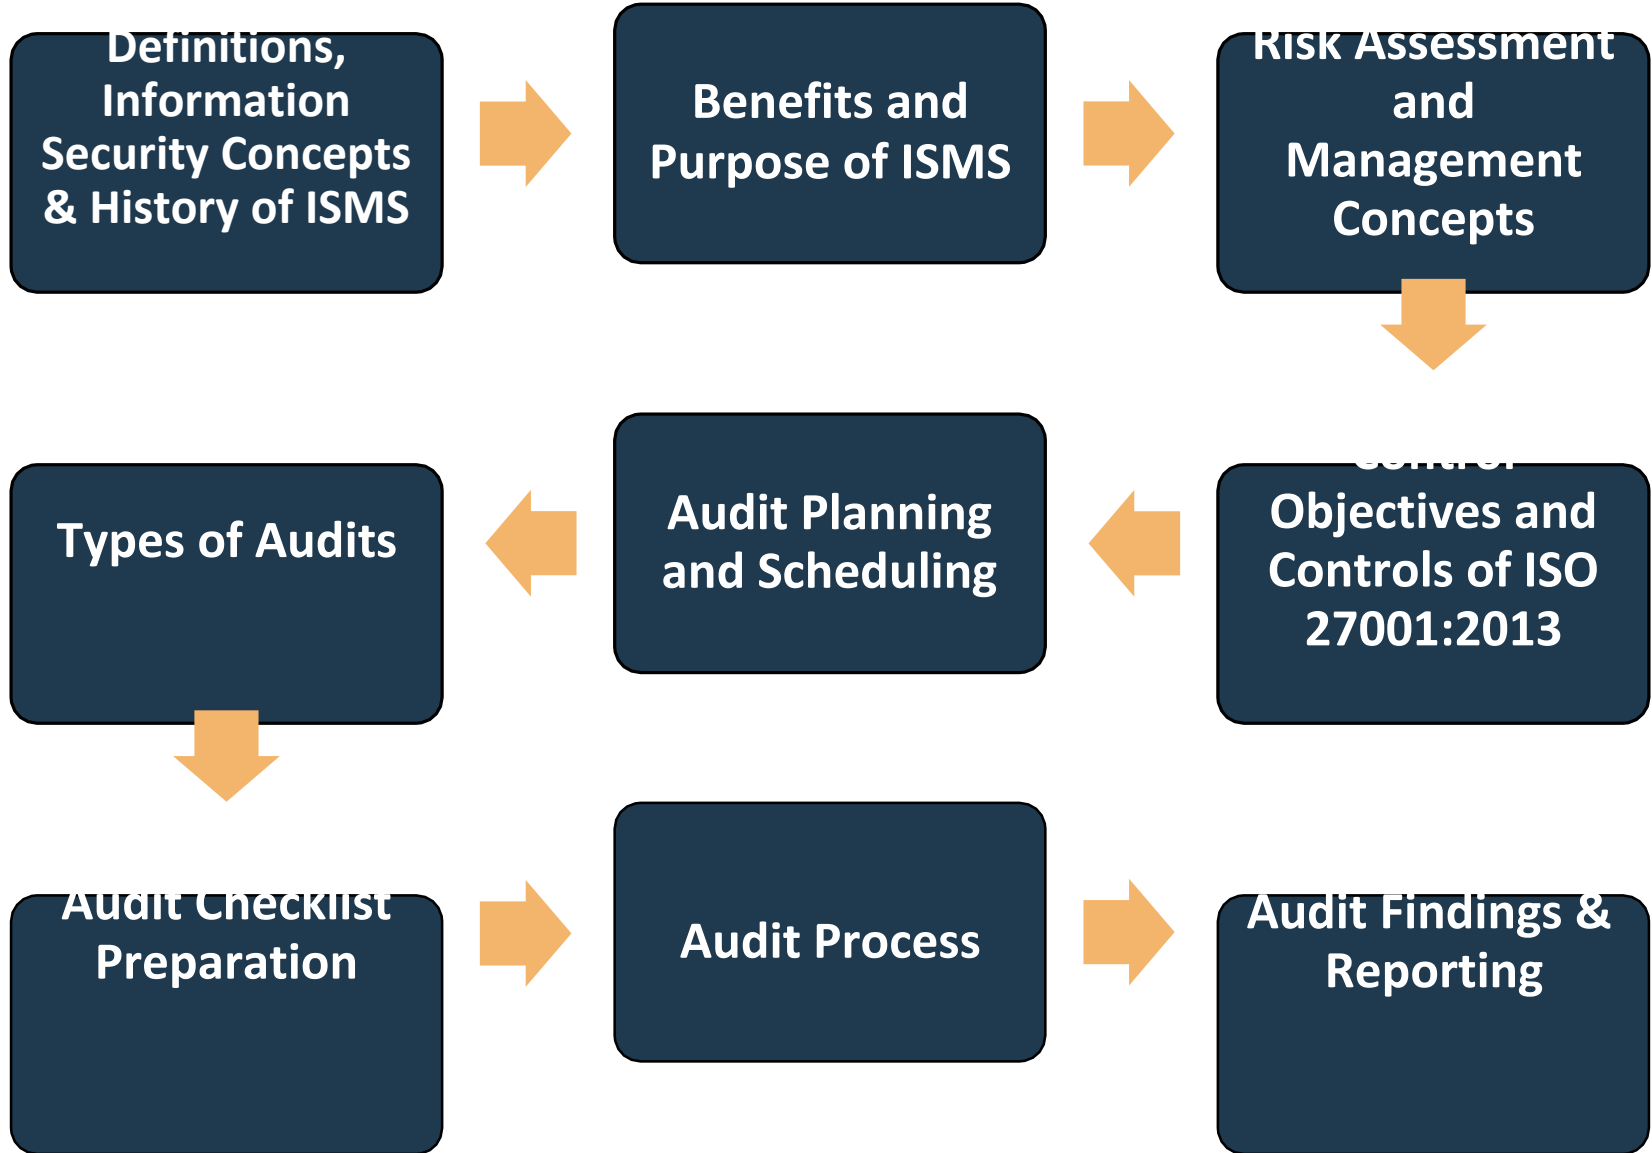 Definitions,
Information
Security Concepts
& History of ISMS
Benefits and
Purpose of ISMS
Risk Assessment
and
Management
Concepts
Control
Objectives and
Controls of ISO
27001:2013
Audit Planning
and Scheduling
Types of Audits
Audit Checklist
Preparation
Audit Process
Audit Findings &
Reporting